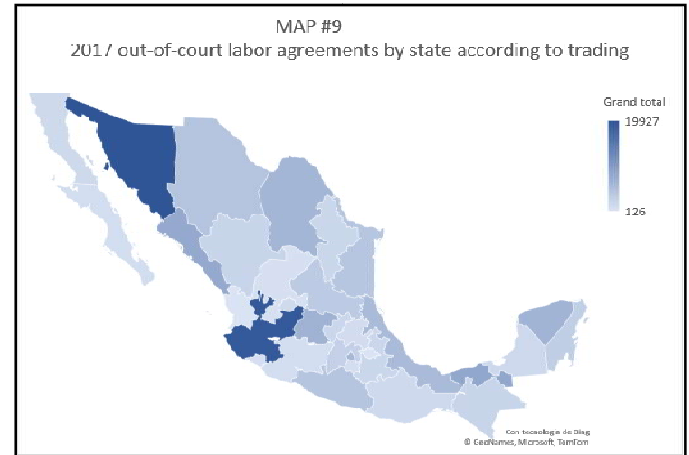 MAP #9
2017 out-of-court labor agreements by state according to trading
Grand total
19927
126
Con tecnología de Bing
© GeoNames, Microsoft, TomTom